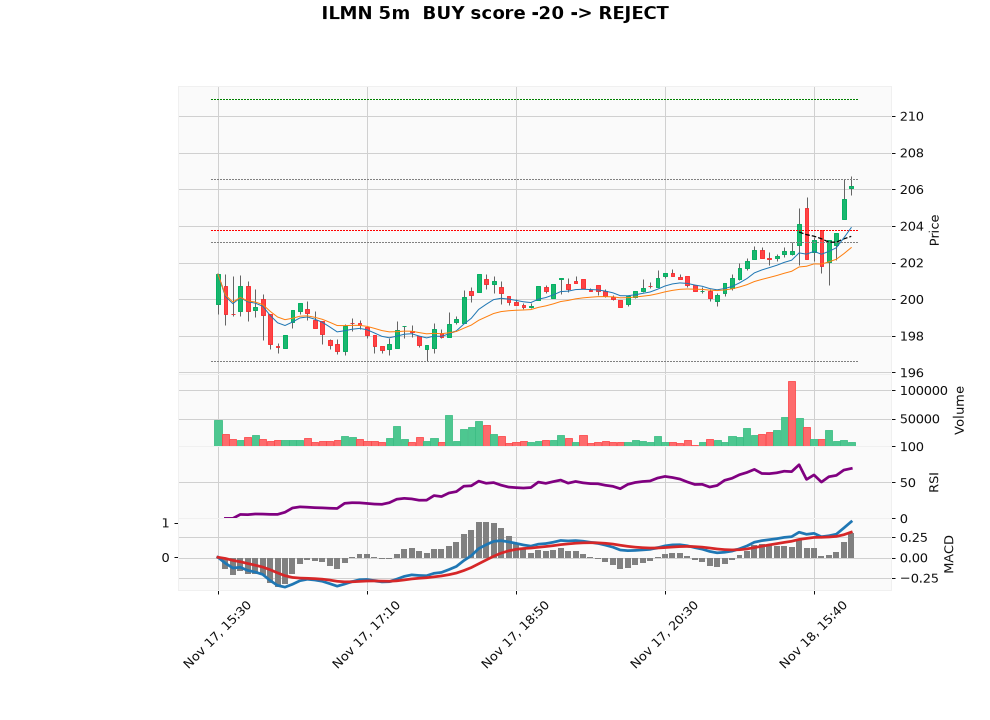 ILMN 5m BUY score -20 -> REJECT
210
208
206
204
202
200
198
196
Price
100000
50000
100
Volume
50
0
RSI
1
0
0.25
0.00
−0.25
MACD
Nov 17, 15:30
Nov 17, 17:10
Nov 17, 18:50
Nov 17, 20:30
Nov 18, 15:40